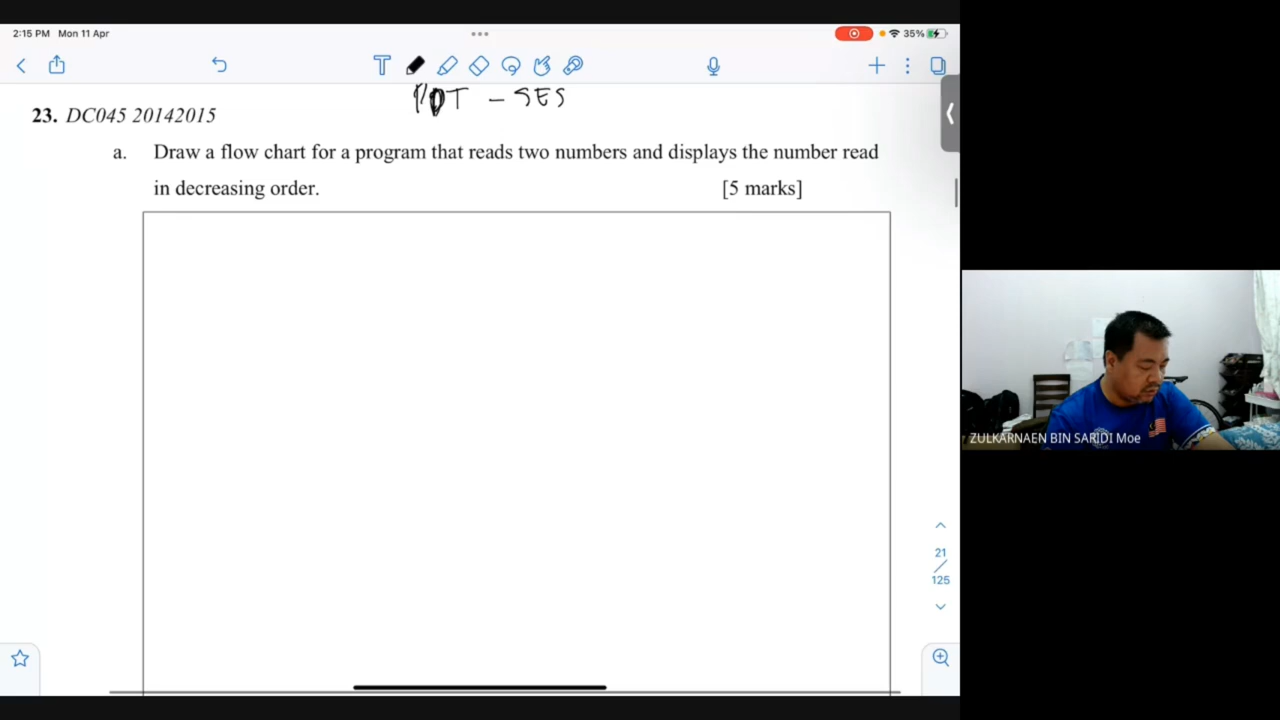 2:15 PM Mon 11 Apr
35%
- SES
23. DC045 20142015
a. Draw a flow chart for a program that reads two numbers and displays the number read
in decreasing order. [5 marks]
ZULKARNAEN BIN SARIDI Moe
21
125